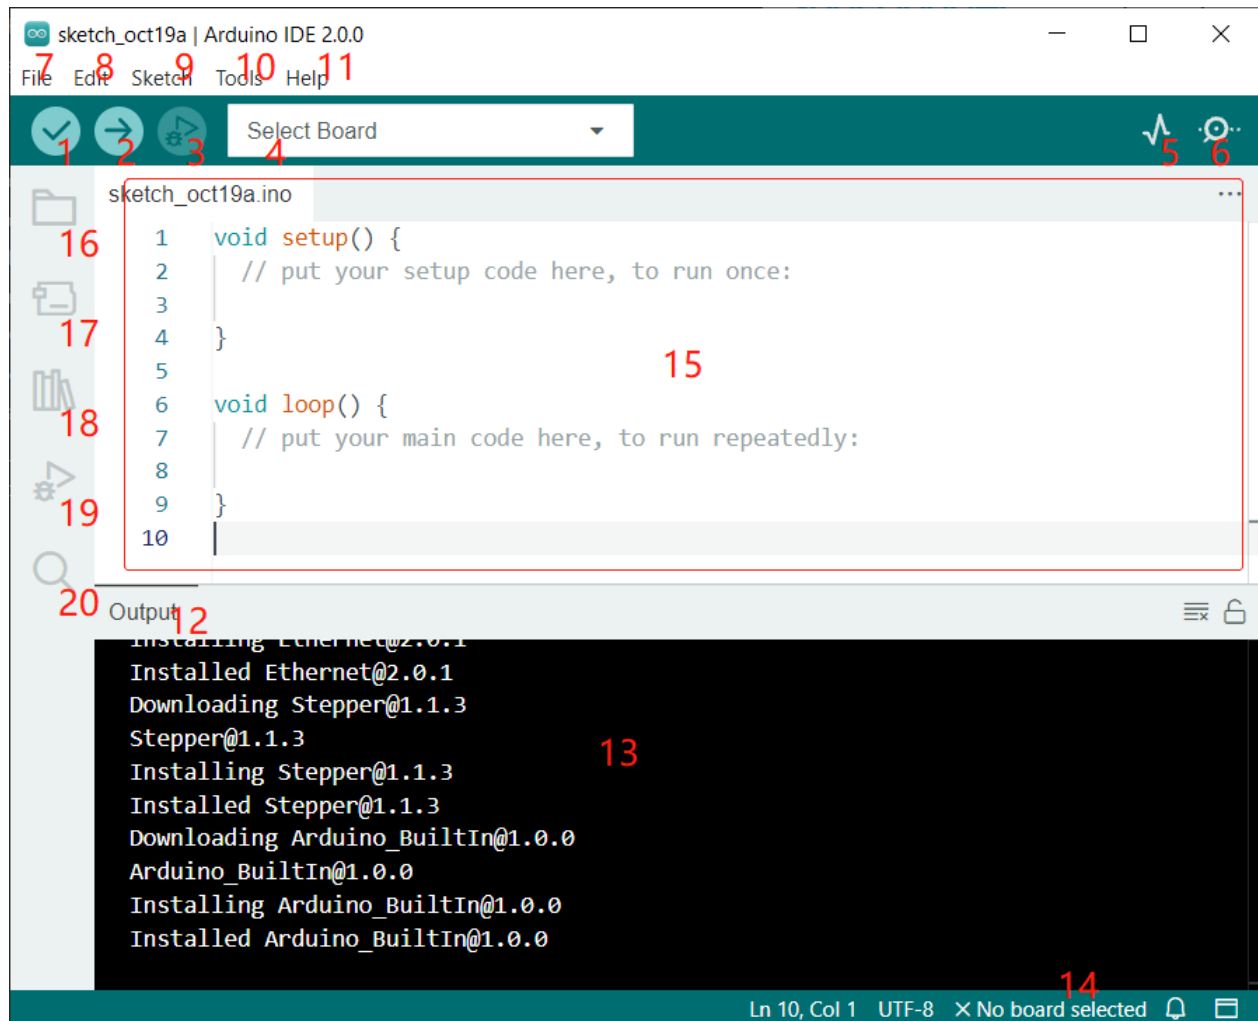 sketch_oct19a | Arduino IDE 2.0.0
File Edit Sketch Tools Help
7 8 9 10 11
Select Board
1 2 3 4 5 6
sketch_oct19a.ino
1 void setup() {
2 // put your setup code here, to run once:
3
4 }
5
6 void loop() {
7 // put your main code here, to run repeatedly:
8
9 }
10
15
16
17
18
19
20
Output
12
Installing Ethernet@2.0.1
Installed Ethernet@2.0.1
Downloading Stepper@1.1.3
Stepper@1.1.3
Installing Stepper@1.1.3
Installed Stepper@1.1.3
Downloading Arduino_BuiltIn@1.0.0
Arduino_BuiltIn@1.0.0
Installing Arduino_BuiltIn@1.0.0
Installed Arduino_BuiltIn@1.0.0
13
14
Ln 10, Col 1 UTF-8 No board selected